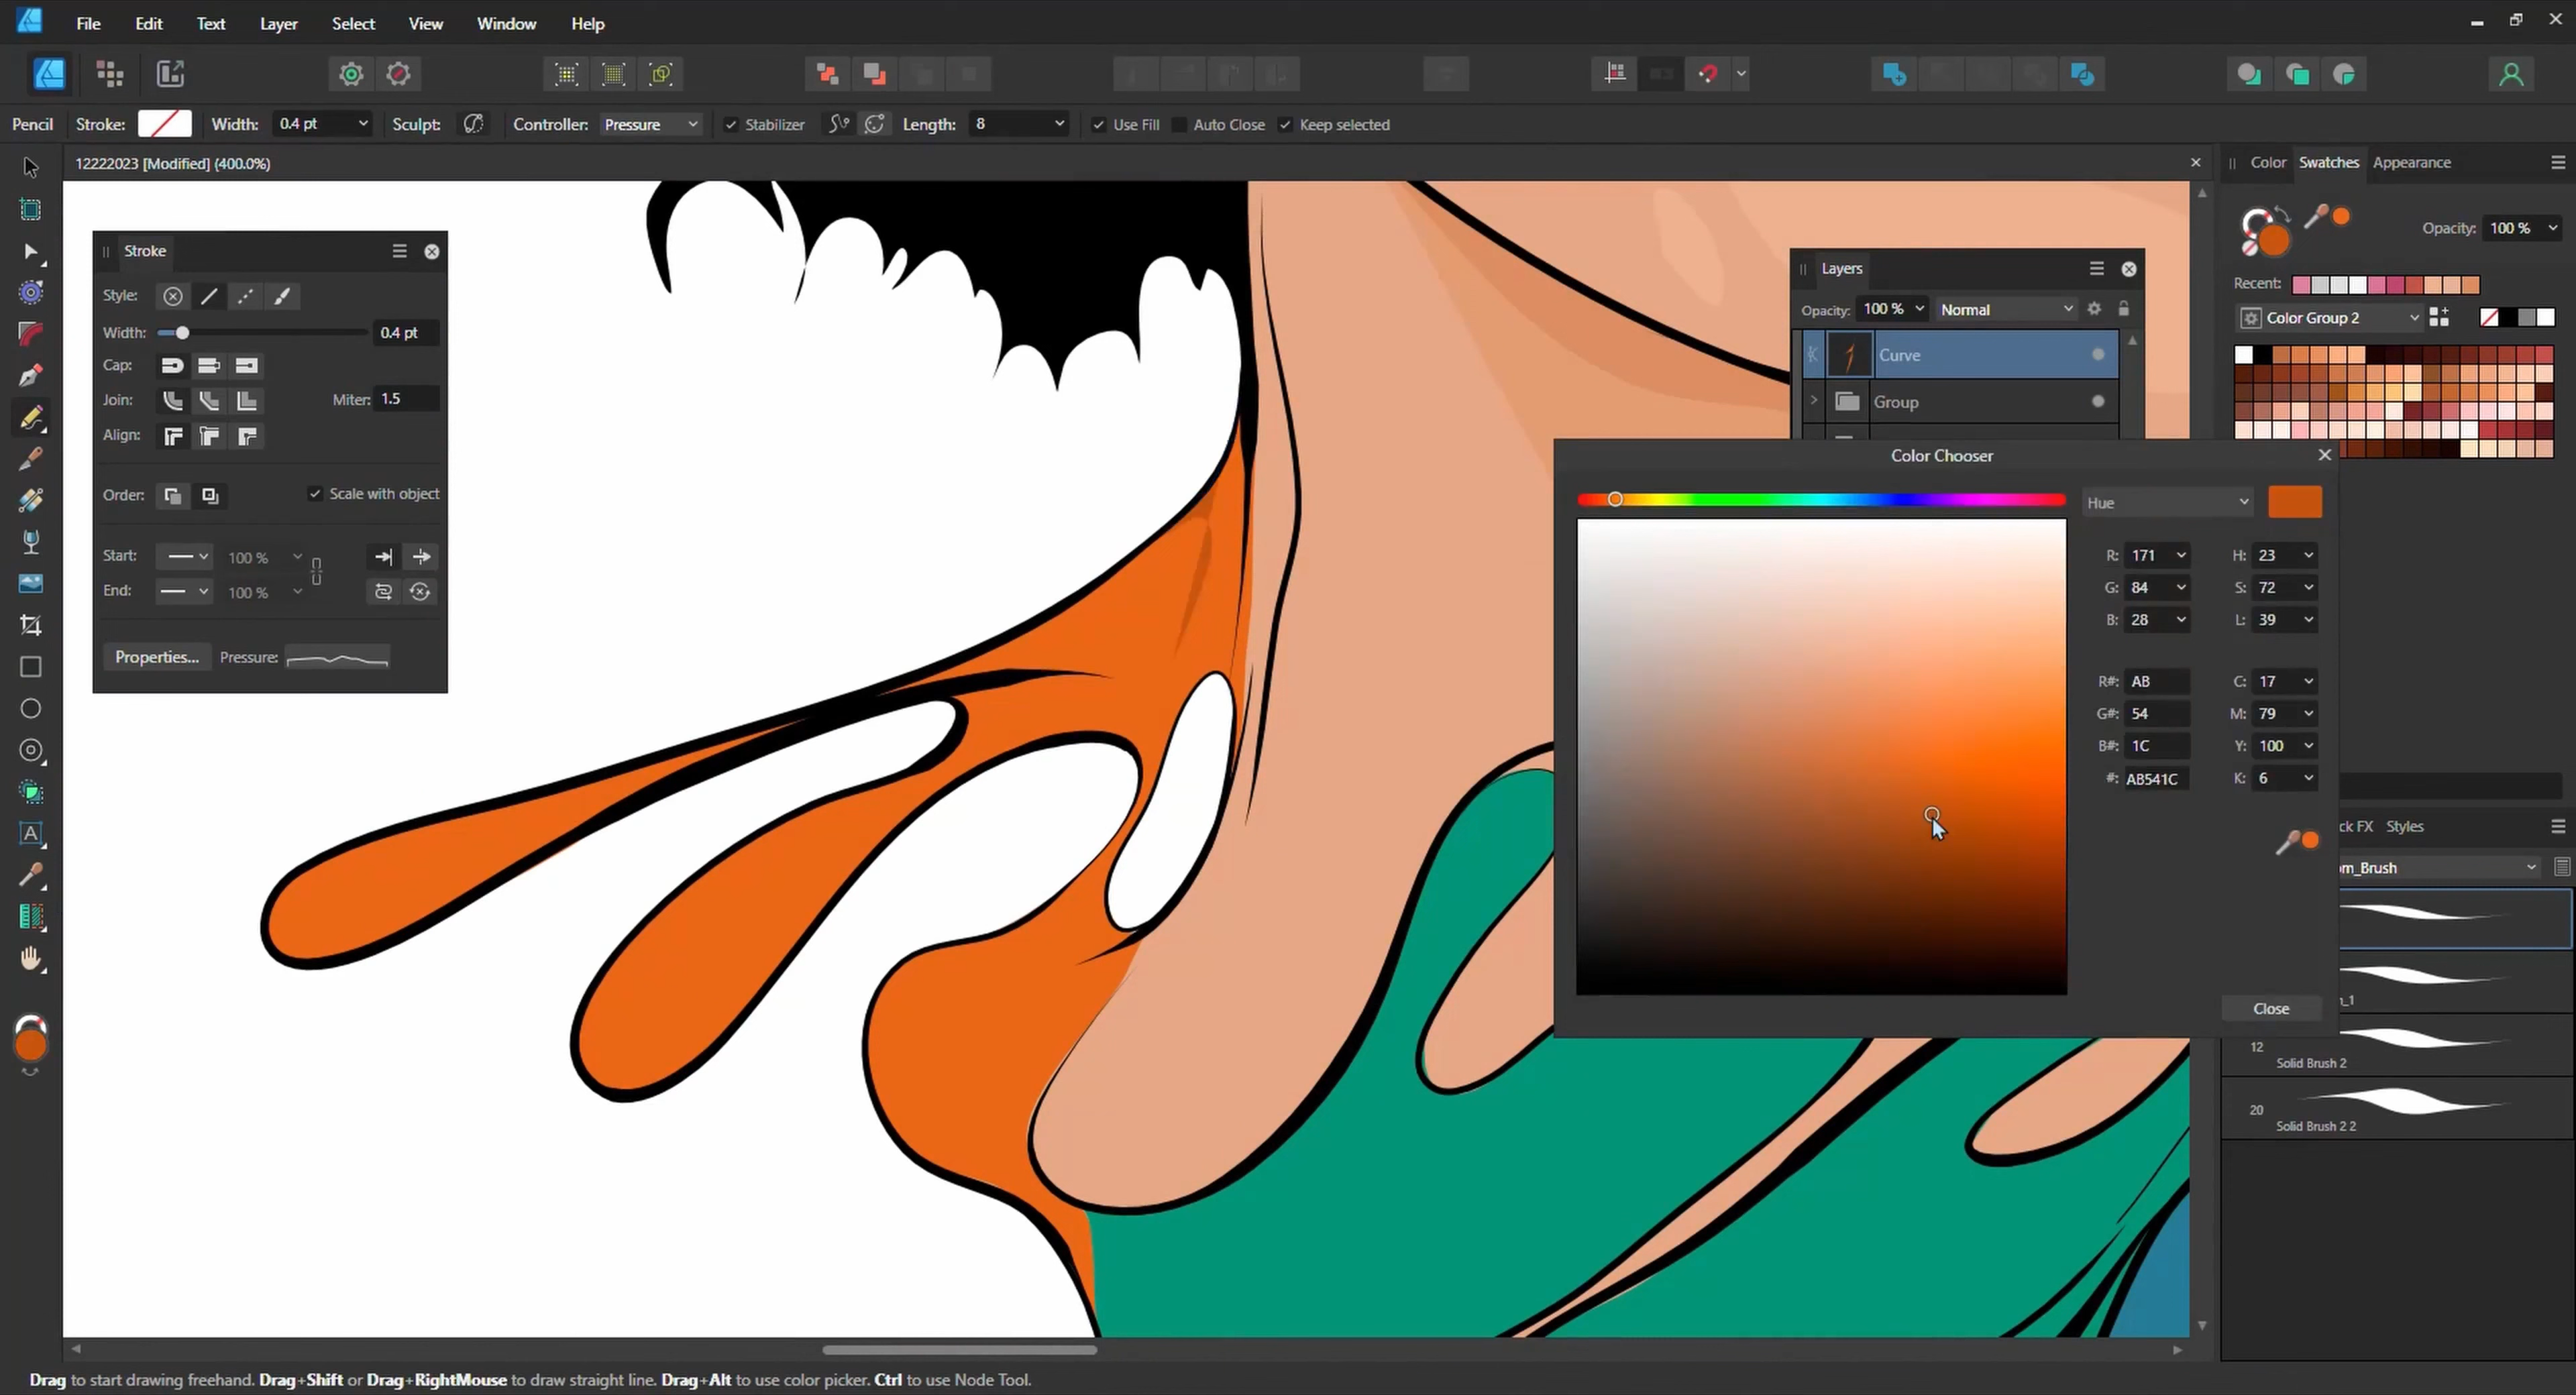 File Edit Text Layer Select View Window Help
Pencil Stroke: Width: 0.4 pt Sculpt: Controller: Pressure Stabilizer Length: 8 Use Fill Auto Close Keep selected
12222023 [Modified] (400.0%)
Color Swatches Appearance
Opacity: 100 %
Recent:
Color Group 2
Stroke
Style:
Width: 0.4 pt
Cap:
Join: Miter: 1.5
Align:
Order: Scale with object
Start: 100 %
End: 100 %
Properties... Pressure:
Layers
Opacity: 100 % Normal
Curve
Group
Color Chooser
Hue
R: 171 H: 23
G: 84 S: 72
B: 28 L: 39
R#: AB C: 17
G#: 54 M: 79
B#: 1C Y: 100
#: AB541C K: 6
Close
ck FX Styles
om_Brush
h_1
12
Solid Brush 2
20
Solid Brush 2 2
Drag to start drawing freehand. Drag+Shift or Drag+RightMouse to draw straight line. Drag+Alt to use color picker. Ctrl to use Node Tool.